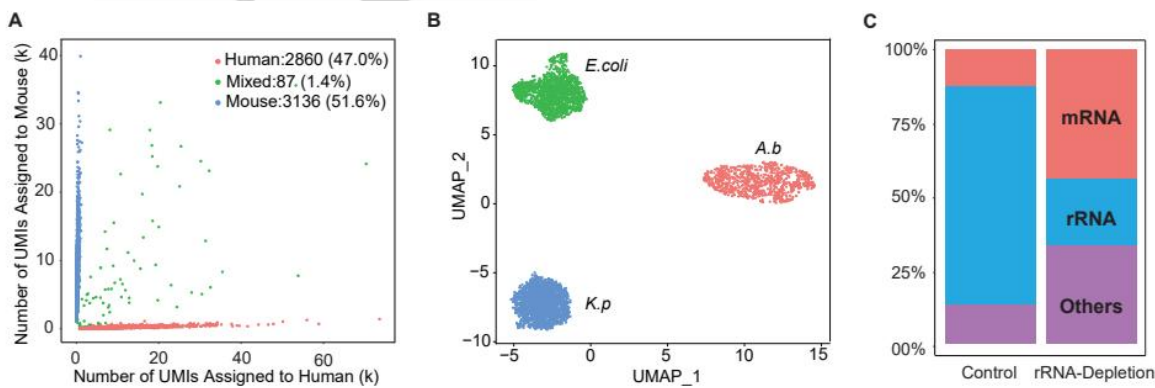 A
Number of UMIs Assigned to Mouse (k)
40
30
20
10
0
Human:2860 (47.0%)
Mixed:87 (1.4%)
Mouse:3136 (51.6%)
0
20
40
60
Number of UMIs Assigned to Human (k)
B
UMAP_2
10
5
0
−5
−10
E.coli
A.b
K.p
−5
0
5
10
15
UMAP_1
C
100%
75%
50%
25%
00%
mRNA
rRNA
Others
Control
rRNA-Depletion